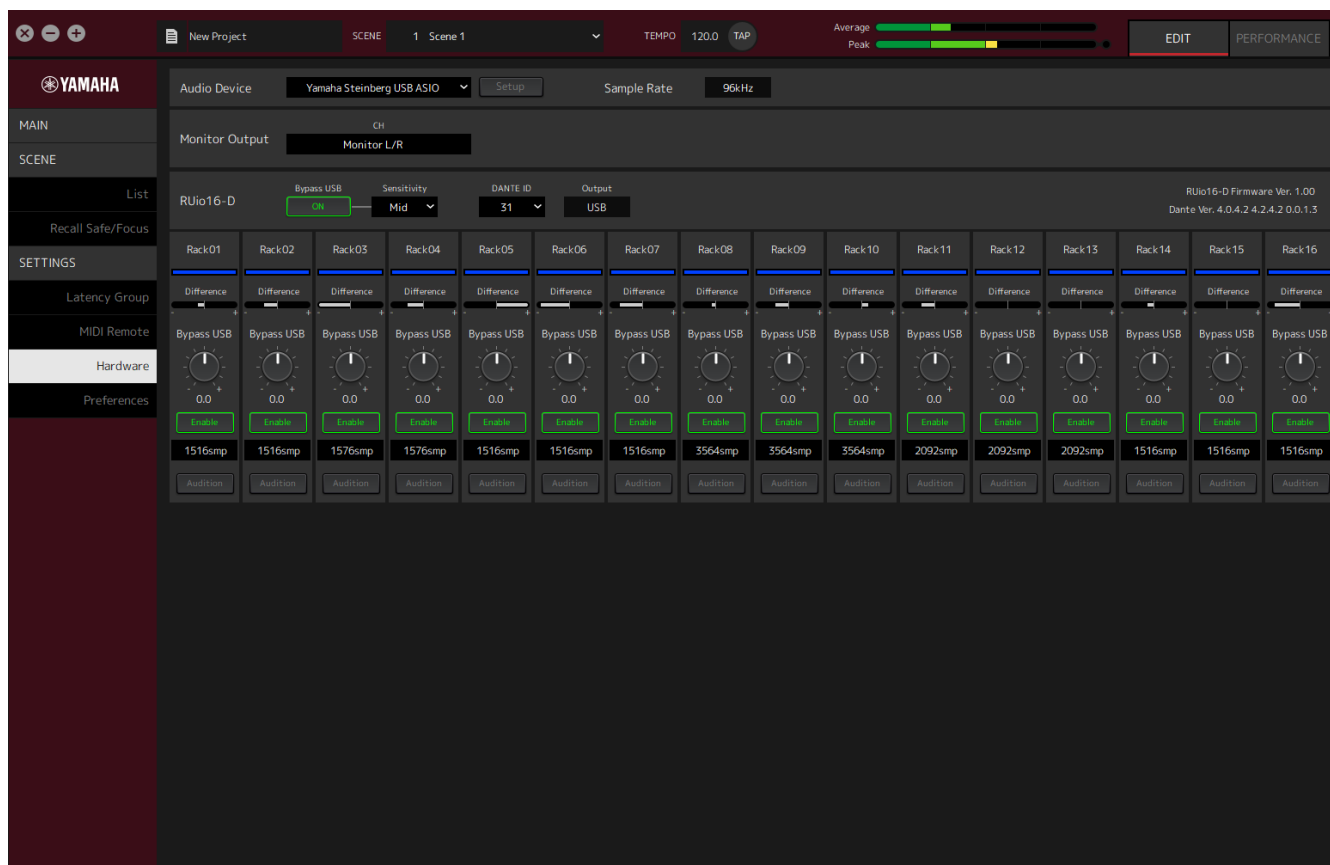 New Project SCENE 1 Scene 1 TEMPO 120.0 TAP Average Peak EDIT PERFORMANCE
YAMAHA
MAIN
SCENE
List
Recall Safe/Focus
SETTINGS
Latency Group
MIDI Remote
Hardware
Preferences
Audio Device Yamaha Steinberg USB ASIO Setup Sample Rate 96kHz
CH
Monitor Output Monitor L/R
Bypass USB Sensitivity DANTE ID Output
RUio16-D ON Mid 31 USB
RUio16-D Firmware Ver. 1.00
Dante Ver. 4.0.4.2 4.2.4.2 0.0.1.3
Rack01 Rack02 Rack03 Rack04 Rack05 Rack06 Rack07 Rack08 Rack09 Rack10 Rack11 Rack12 Rack13 Rack14 Rack15 Rack16
Difference Difference Difference Difference Difference Difference Difference Difference Difference Difference Difference Difference Difference Difference Difference Difference
- + - + - + - + - + - + - + - + - + - + - + - + - + - + - + -
Bypass USB Bypass USB Bypass USB Bypass USB Bypass USB Bypass USB Bypass USB Bypass USB Bypass USB Bypass USB Bypass USB Bypass USB Bypass USB Bypass USB Bypass USB Bypass USB
- + - + - + - + - + - + - + - + - + - + - + - + - + - + - + - +
0.0 0.0 0.0 0.0 0.0 0.0 0.0 0.0 0.0 0.0 0.0 0.0 0.0 0.0 0.0 0.0
Enable Enable Enable Enable Enable Enable Enable Enable Enable Enable Enable Enable Enable Enable Enable Enable
1516smp 1516smp 1576smp 1576smp 1516smp 1516smp 1516smp 3564smp 3564smp 3564smp 2092smp 2092smp 2092smp 1516smp 1516smp 1516smp
Audition Audition Audition Audition Audition Audition Audition Audition Audition Audition Audition Audition Audition Audition Audition Audition